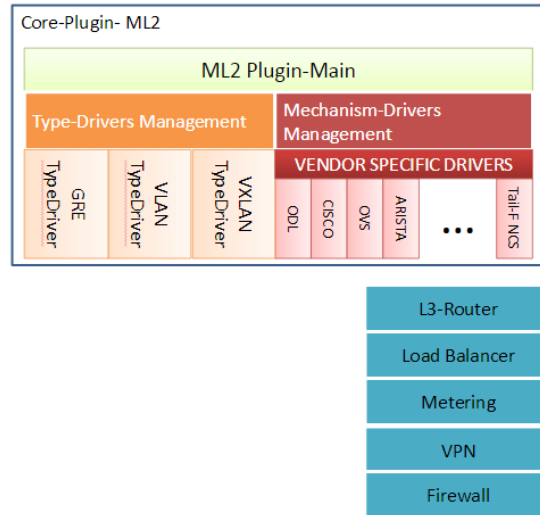 Core-Plugin- ML2
ML2 Plugin-Main
Type-Drivers Management
Mechanism-Drivers
Management
VENDOR SPECIFIC DRIVERS
GRE
TypeDriver
VLAN
TypeDriver
VXLAN
TypeDriver
ODL
CISCO
OVS
ARISTA
...
Tail-F NCS
L3-Router
Load Balancer
Metering
VPN
Firewall